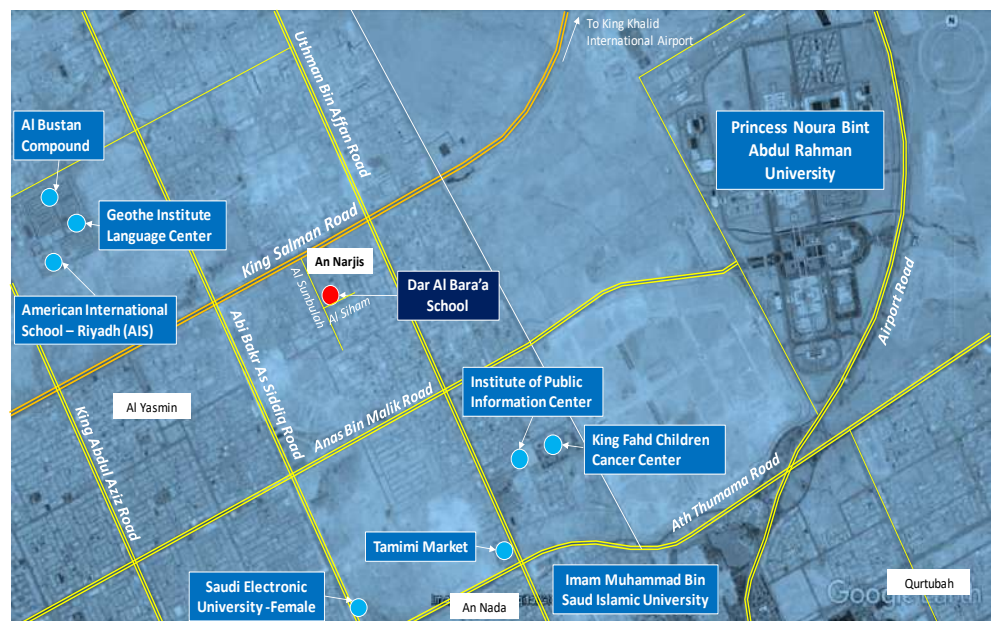 To King Khalid
International Airport
N
Uthman Bin Affan Road
Al Bustan
Compound
Princess Noura Bint
Abdul Rahman
University
Geothe Institute
Language Center
King Salman Road
An Narjis
Dar Al Bara'a
School
Al Sunbulah
Al Siham
American International
School – Riyadh (AIS)
Airport Road
Abi Bakr As Siddiq Road
Institute of Public
Information Center
Al Yasmin
Anas Bin Malik Road
King Fahd Children
Cancer Center
King Abdul Aziz Road
Ath Thumama Road
Tamimi Market
Saudi Electronic
University -Female
Imam Muhammad Bin
Saud Islamic University
An Nada
Qurtubah
Google earth